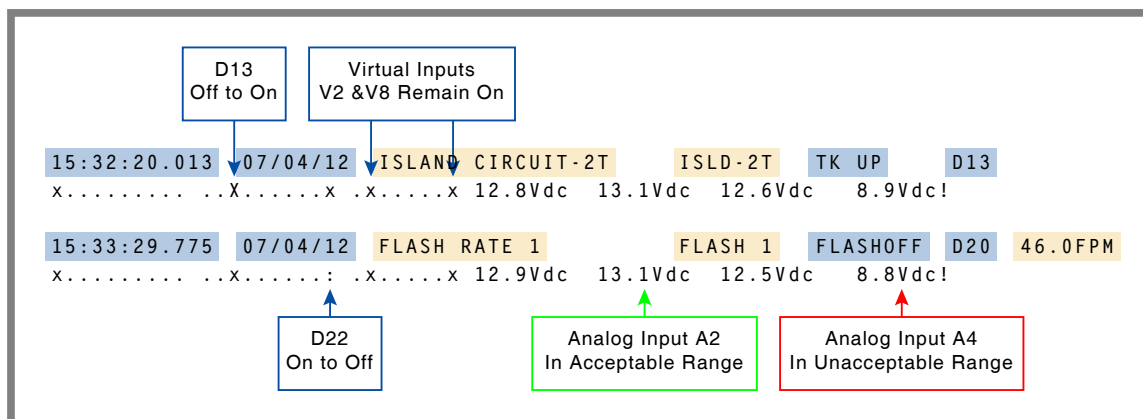 D13
Off to On
Virtual Inputs
V2 &V8 Remain On
15:32:20.013 07/04/12 ISLAND CIRCUIT-2T ISLD-2T TK UP D13
x......... ..X......x .x.....x 12.8Vdc 13.1Vdc 12.6Vdc 8.9Vdc!
15:33:29.775 07/04/12 FLASH RATE 1 FLASH 1 FLASHOFF D20 46.0FPM
x......... ..x......: .x.....x 12.9Vdc 13.1Vdc 12.5Vdc 8.8Vdc!
D22
On to Off
Analog Input A2
In Acceptable Range
Analog Input A4
In Unacceptable Range